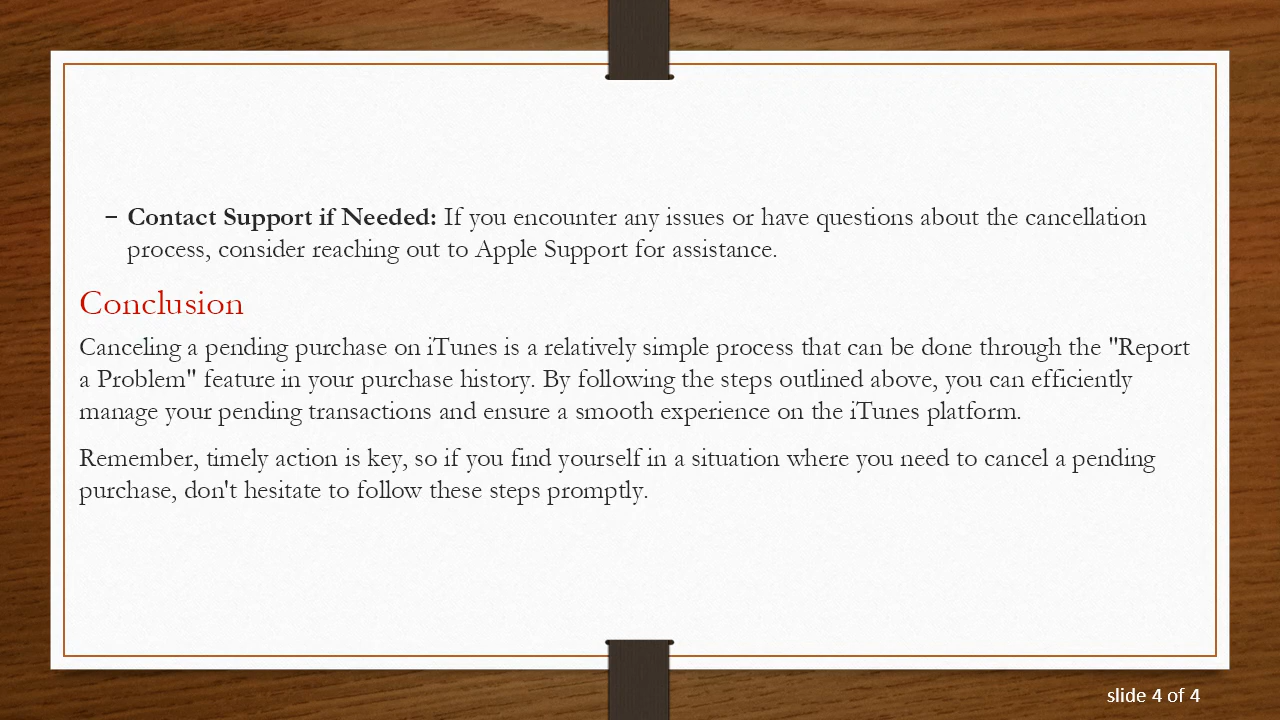 – Contact Support if Needed: If you encounter any issues or have questions about the cancellation
process, consider reaching out to Apple Support for assistance.
Conclusion
Canceling a pending purchase on iTunes is a relatively simple process that can be done through the "Report
a Problem" feature in your purchase history. By following the steps outlined above, you can efficiently
manage your pending transactions and ensure a smooth experience on the iTunes platform.
Remember, timely action is key, so if you find yourself in a situation where you need to cancel a pending
purchase, don't hesitate to follow these steps promptly.
slide 4 of 4